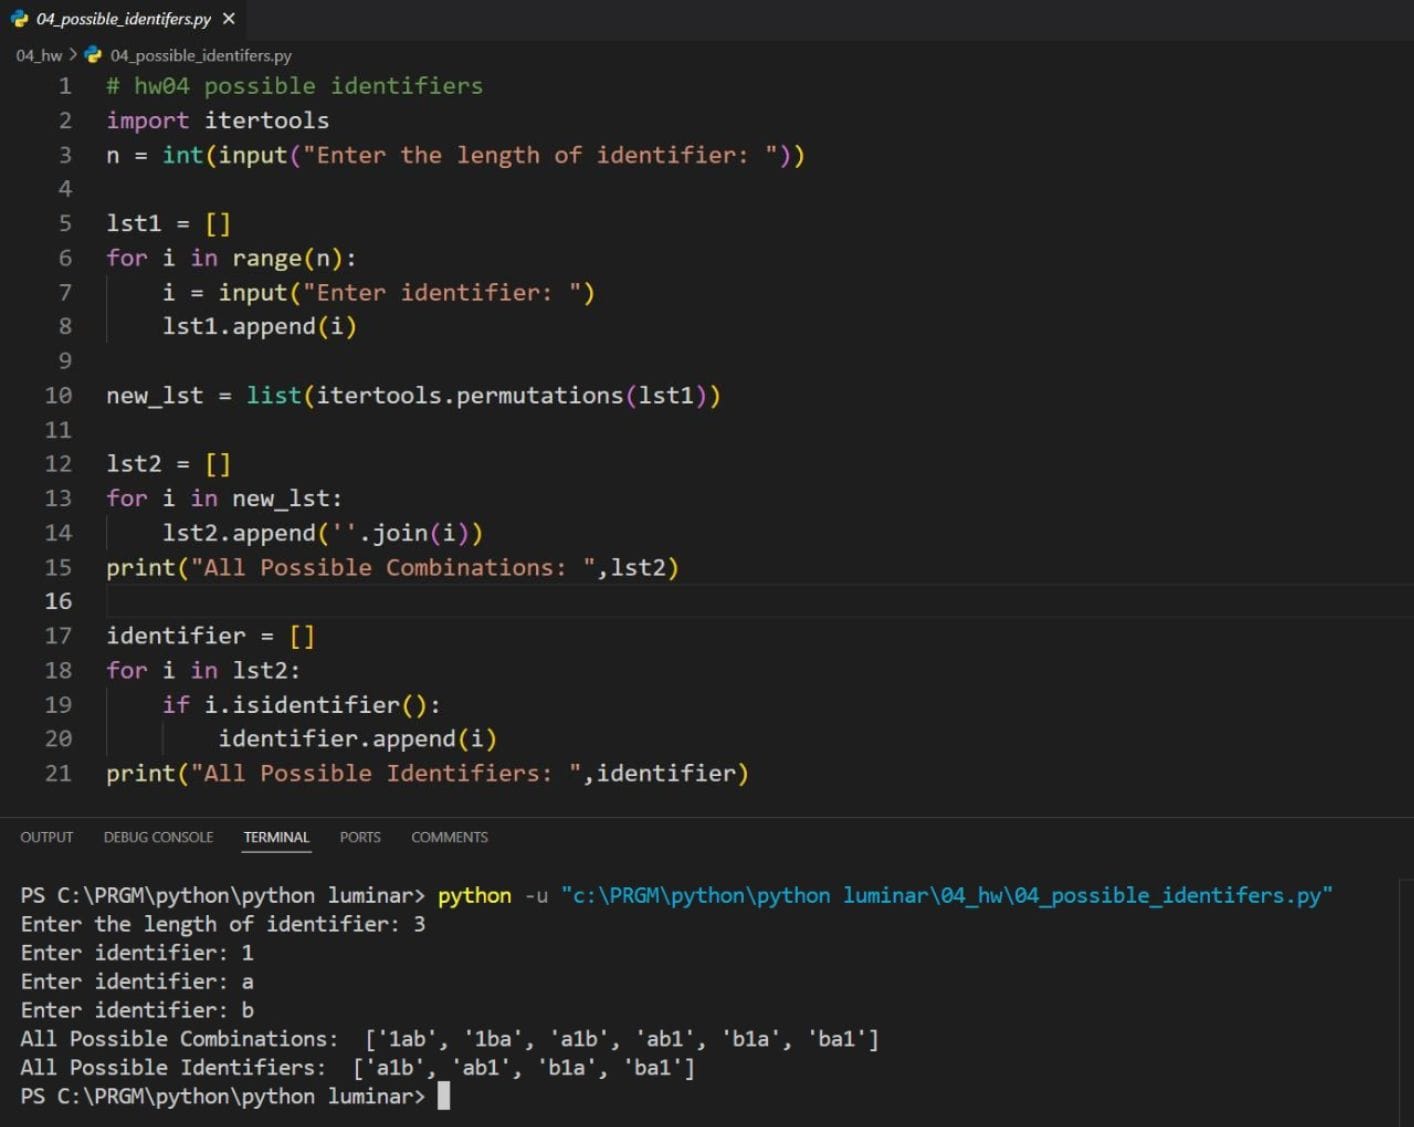 04_possible_identifers.py ×
04_hw > 04_possible_identifers.py
1 # hw04 possible identifiers
2 import itertools
3 n = int(input("Enter the length of identifier: "))
4
5 lst1 = []
6 for i in range(n):
7     i = input("Enter identifier: ")
8     lst1.append(i)
9
10 new_lst = list(itertools.permutations(lst1))
11
12 lst2 = []
13 for i in new_lst:
14     lst2.append(''.join(i))
15 print("All Possible Combinations: ",lst2)
16
17 identifier = []
18 for i in lst2:
19     if i.isidentifier():
20         identifier.append(i)
21 print("All Possible Identifiers: ",identifier)
OUTPUT DEBUG CONSOLE TERMINAL PORTS COMMENTS
PS C:\PRGM\python\python luminar> python -u "c:\PRGM\python\python luminar\04_hw\04_possible_identifers.py"
Enter the length of identifier: 3
Enter identifier: 1
Enter identifier: a
Enter identifier: b
All Possible Combinations:  ['1ab', '1ba', 'a1b', 'ab1', 'b1a', 'ba1']
All Possible Identifiers:  ['a1b', 'ab1', 'b1a', 'ba1']
PS C:\PRGM\python\python luminar>